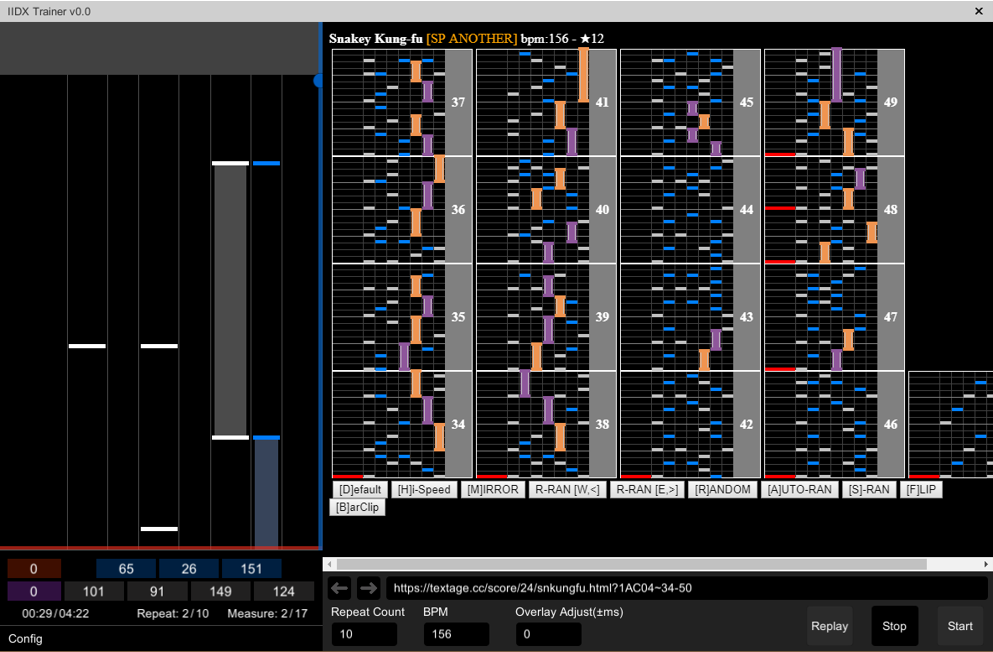 IIDX Trainer v0.0
×
Snakey Kung-fu [SP ANOTHER] bpm:156 - ★12
37
41
45
49
36
40
44
48
35
39
43
47
34
38
42
46
[D]efault
[H]i-Speed
[M]IRROR
R-RAN [W,<]
R-RAN [E,>]
[R]ANDOM
[A]UTO-RAN
[S]-RAN
[F]LIP
[B]arClip
0
65
26
151
0
101
91
149
124
00:29/04:22
Repeat: 2/10
Measure: 2/17
Config
https://textage.cc/score/24/snkungfu.html?1AC04~34-50
Repeat Count
BPM
Overlay Adjust(±ms)
10
156
0
Replay
Stop
Start